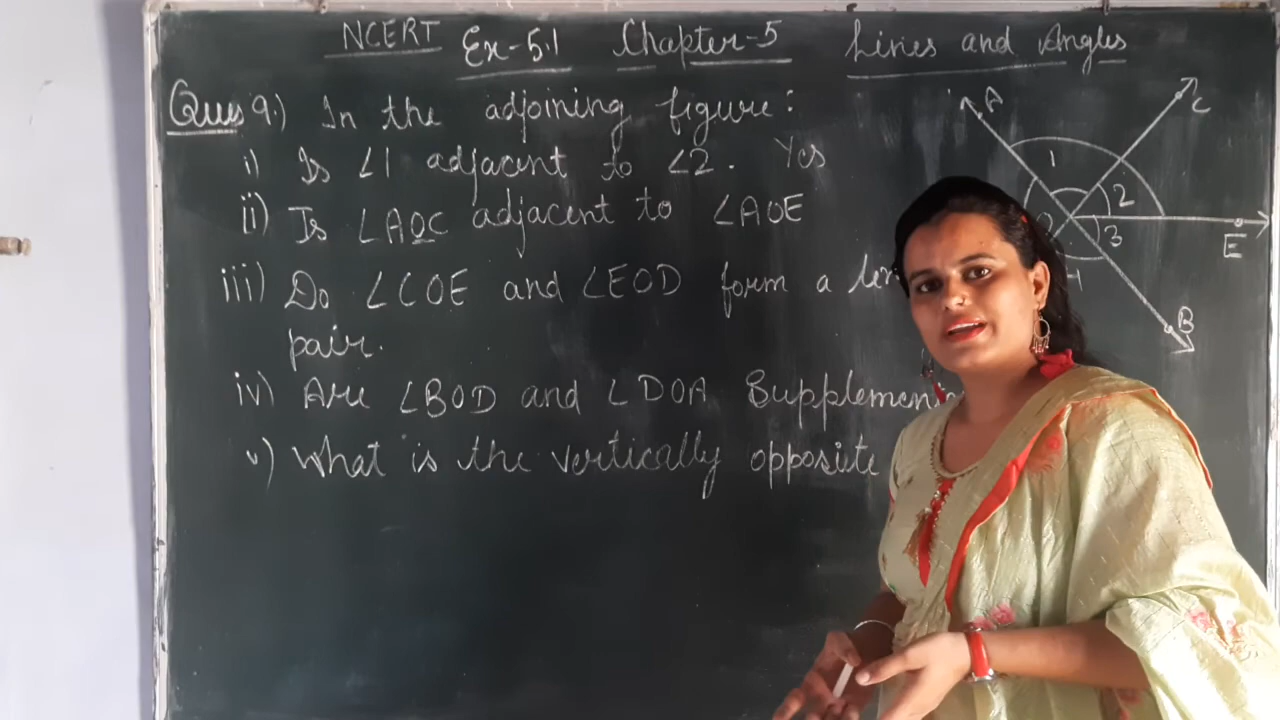 NCERT Ex-5.1 Chapter-5 Lines and Angles
Ques 9.) In the adjoining figure:
i) Is ∠1 adjacent to ∠2. Yes
ii) Is ∠AOC adjacent to ∠AOE
iii) Do ∠COE and ∠EOD form a
pair.
iv) Are ∠BOD and ∠DOA
v) What is the vertically opposite
A
C
1
2
3
E
B